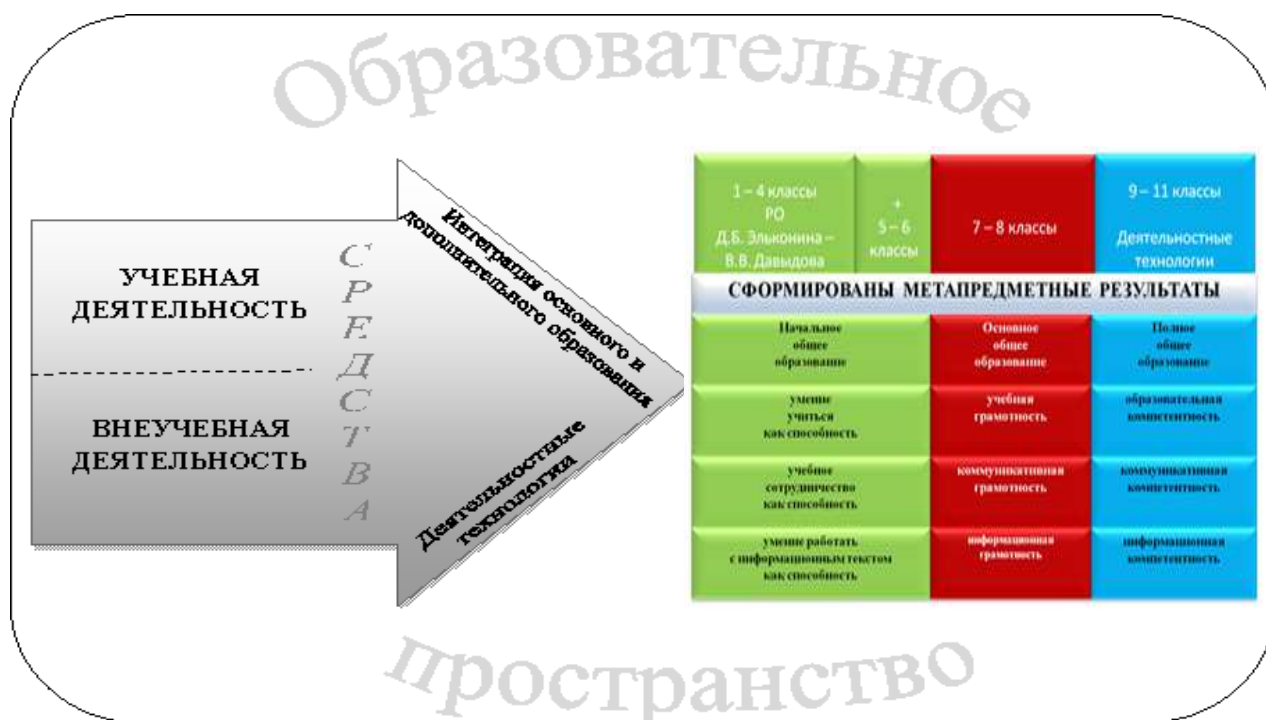 Образовательное
УЧЕБНАЯ
ДЕЯТЕЛЬНОСТЬ
ВНЕУЧЕБНАЯ
ДЕЯТЕЛЬНОСТЬ
СРЕДСТВА
Интеграция основного и
дополнительного образования
Деятельностные
технологии
1 – 4 классы
РО
Д.Б. Эльконина –
В.В. Давыдова
+
5 – 6
классы
7 – 8 классы
9 – 11 классы
Деятельностные
технологии
СФОРМИРОВАНЫ МЕТАПРЕДМЕТНЫЕ РЕЗУЛЬТАТЫ
Начальное
общее
образование
Основное
общее
образование
Полное
общее
образование
умение
учиться
как способность
учебная
грамотность
образовательная
компетентность
учебное
сотрудничество
как способность
коммуникативная
грамотность
коммуникативная
компетентность
умение работать
с информационным текстом
как способность
информационная
грамотность
информационная
компетентность
пространство